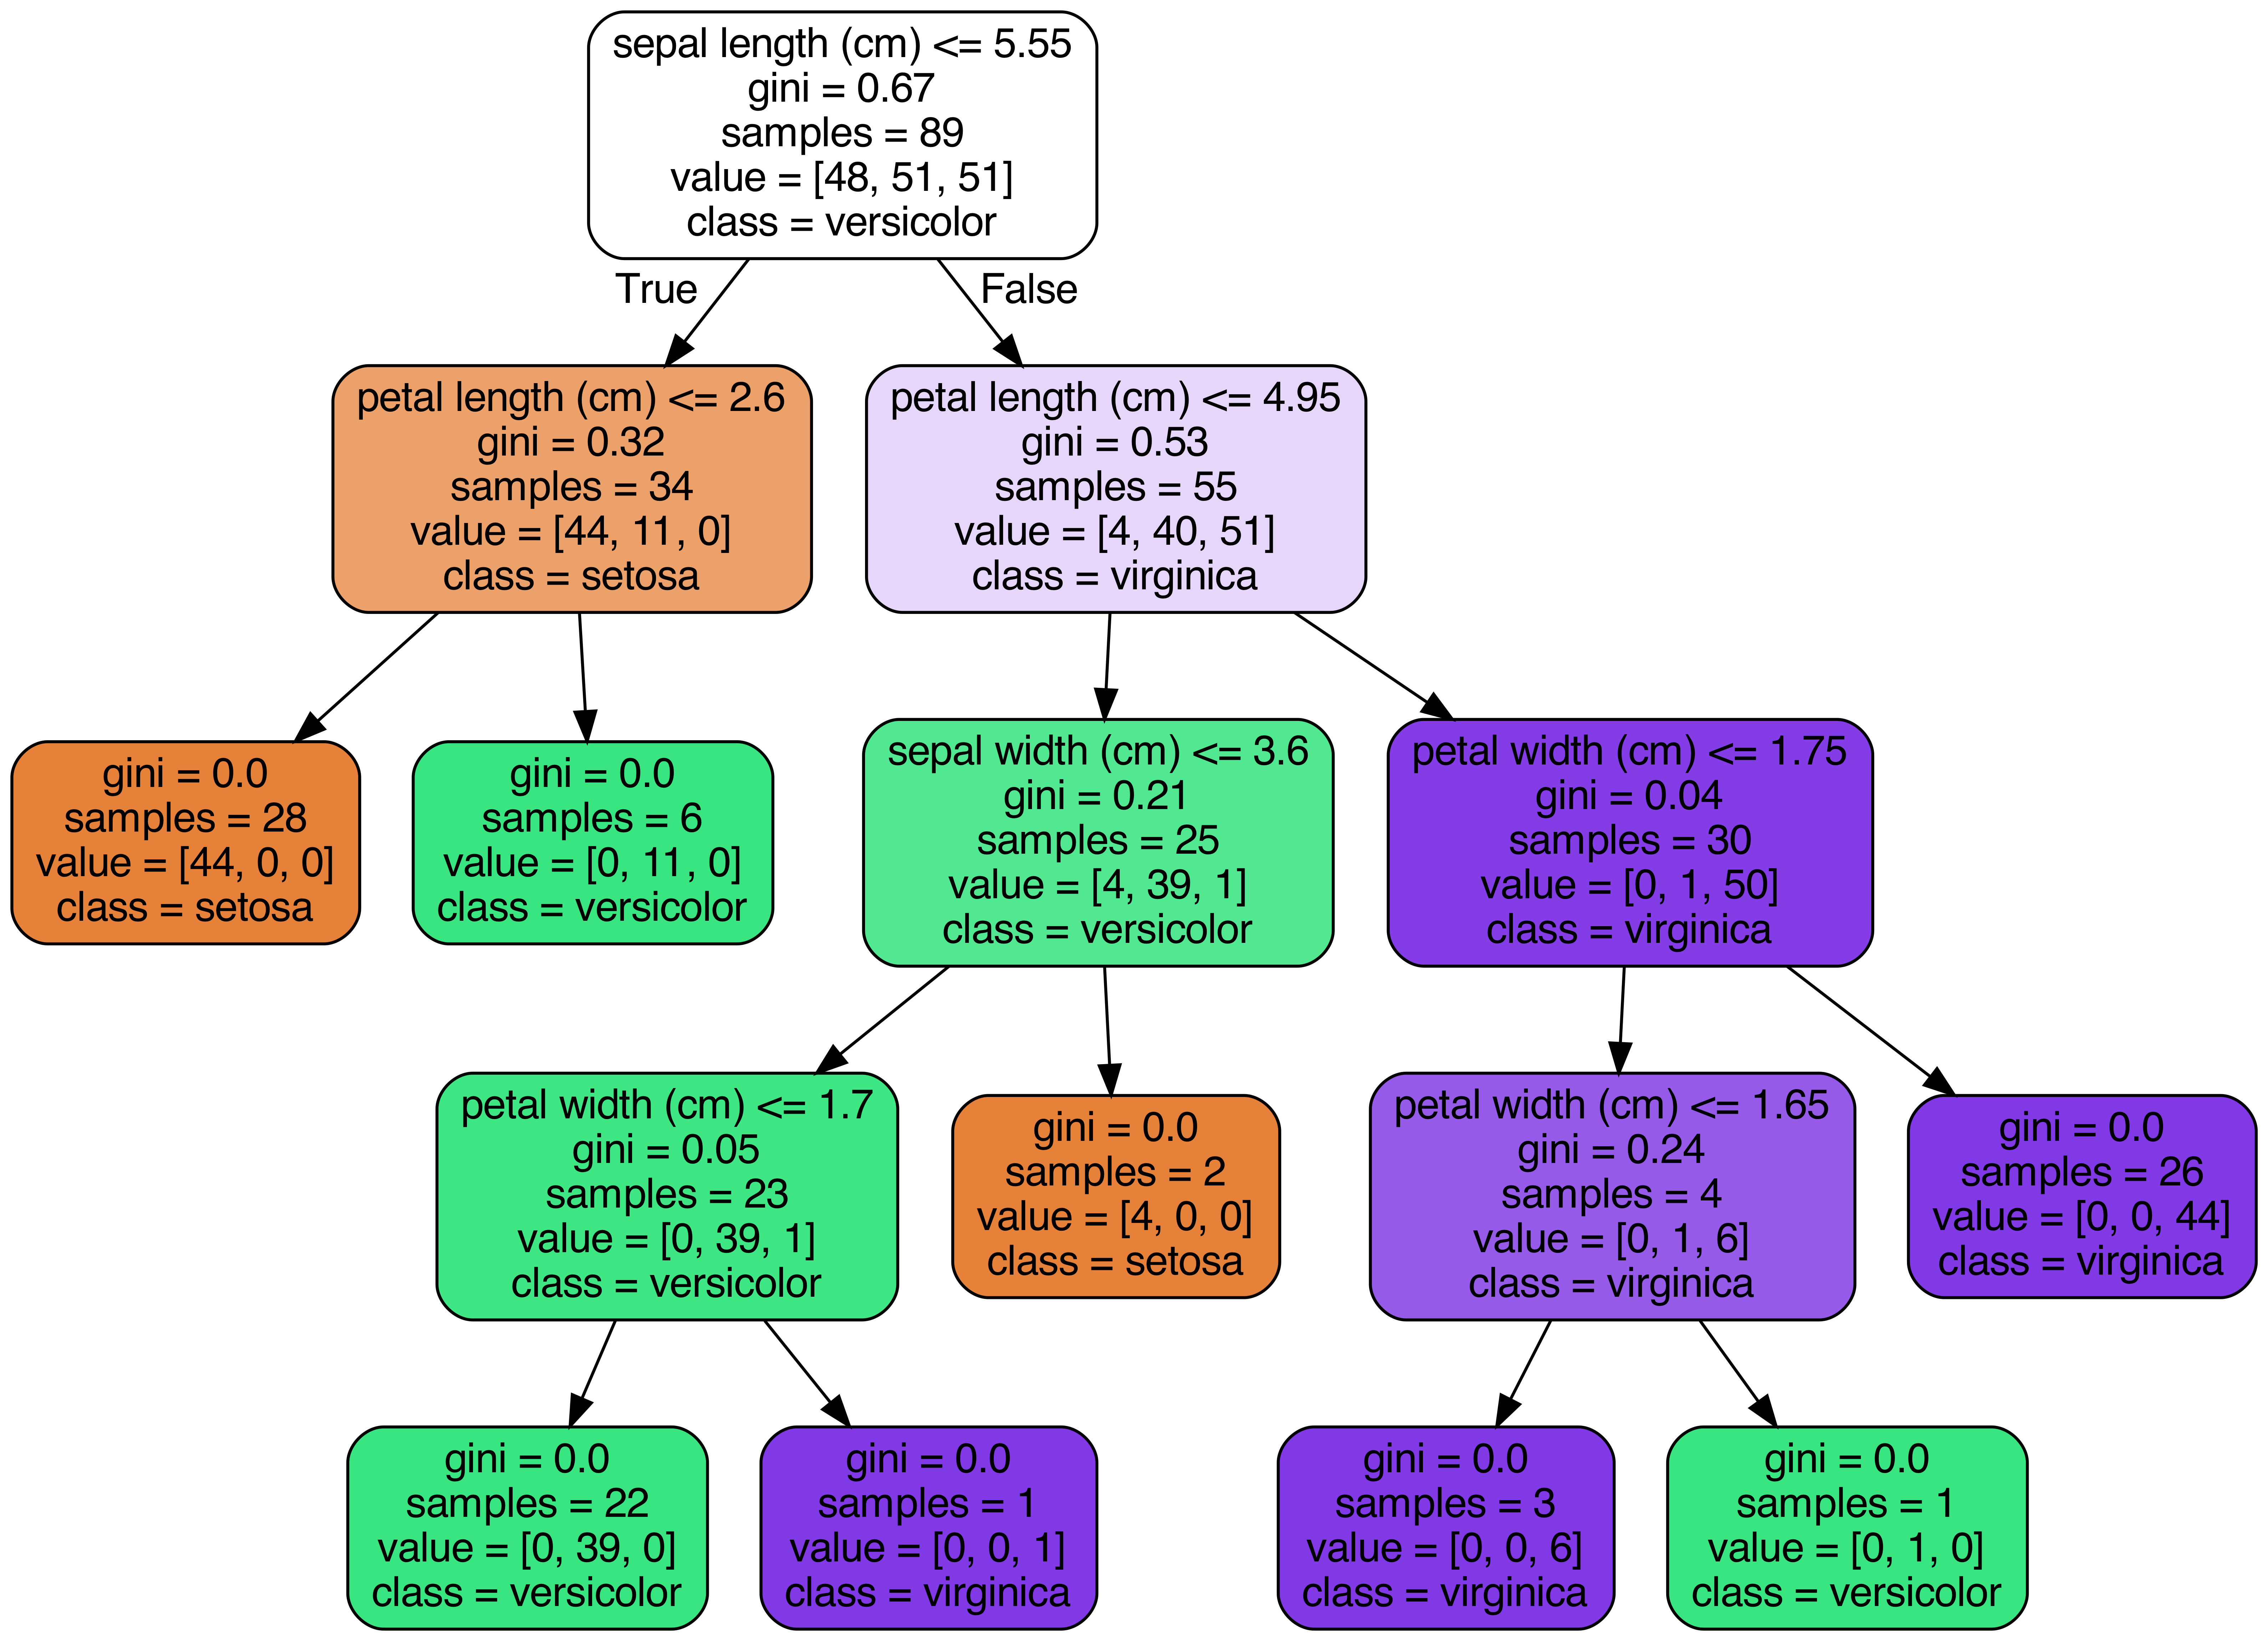 sepal length (cm) <= 5.55
gini = 0.67
samples = 89
value = [48, 51, 51]
class = versicolor
True
False
petal length (cm) <= 2.6
gini = 0.32
samples = 34
value = [44, 11, 0]
class = setosa
petal length (cm) <= 4.95
gini = 0.53
samples = 55
value = [4, 40, 51]
class = virginica
gini = 0.0
samples = 28
value = [44, 0, 0]
class = setosa
gini = 0.0
samples = 6
value = [0, 11, 0]
class = versicolor
sepal width (cm) <= 3.6
gini = 0.21
samples = 25
value = [4, 39, 1]
class = versicolor
petal width (cm) <= 1.75
gini = 0.04
samples = 30
value = [0, 1, 50]
class = virginica
petal width (cm) <= 1.7
gini = 0.05
samples = 23
value = [0, 39, 1]
class = versicolor
gini = 0.0
samples = 2
value = [4, 0, 0]
class = setosa
petal width (cm) <= 1.65
gini = 0.24
samples = 4
value = [0, 1, 6]
class = virginica
gini = 0.0
samples = 26
value = [0, 0, 44]
class = virginica
gini = 0.0
samples = 22
value = [0, 39, 0]
class = versicolor
gini = 0.0
samples = 1
value = [0, 0, 1]
class = virginica
gini = 0.0
samples = 3
value = [0, 0, 6]
class = virginica
gini = 0.0
samples = 1
value = [0, 1, 0]
class = versicolor